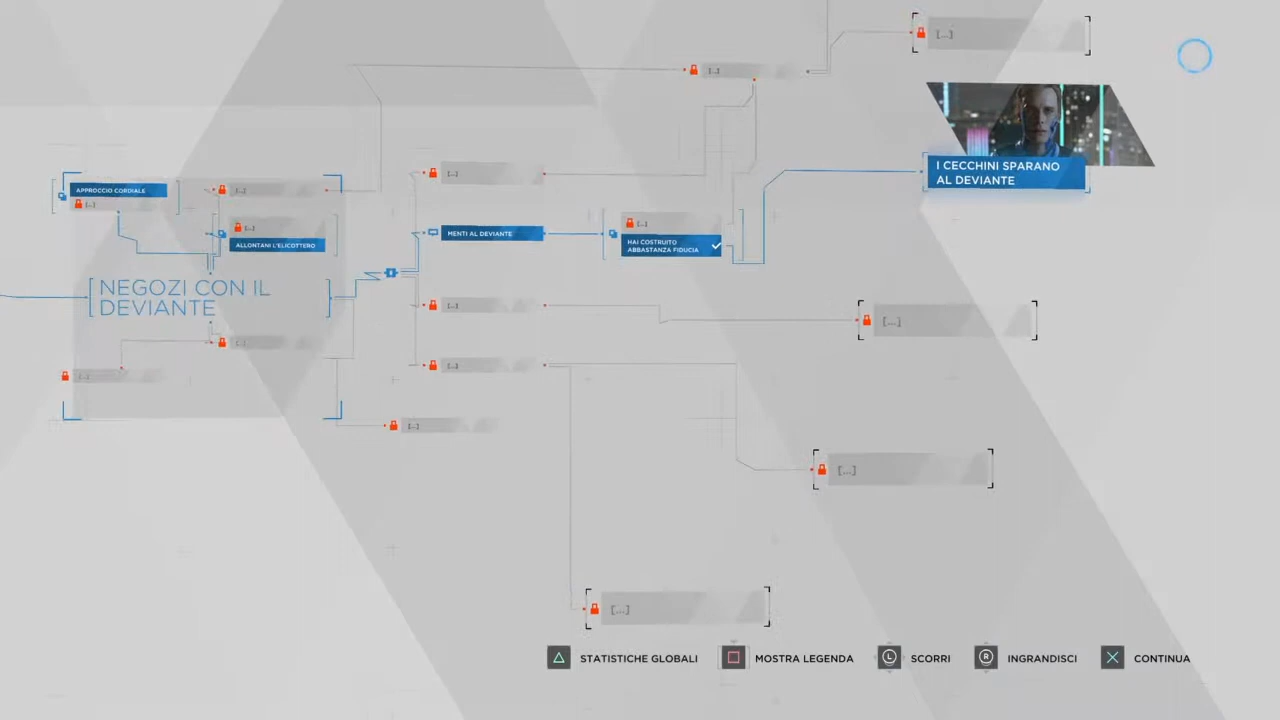 [...]
[...]
I CECCHINI SPARANO
AL DEVIANTE
[...]
APPROCCIO CORDIALE
[...]
[...]
[...]
ALLONTANI L'ELICOTTERO
MENTI AL DEVIANTE
[...]
HAI COSTRUITO
ABBASTANZA FIDUCIA
NEGOZI CON IL
DEVIANTE
[...]
[...]
[...]
[...]
[...]
[...]
[...]
[...]
STATISTICHE GLOBALI
MOSTRA LEGENDA
L
SCORRI
R
INGRANDISCI
CONTINUA